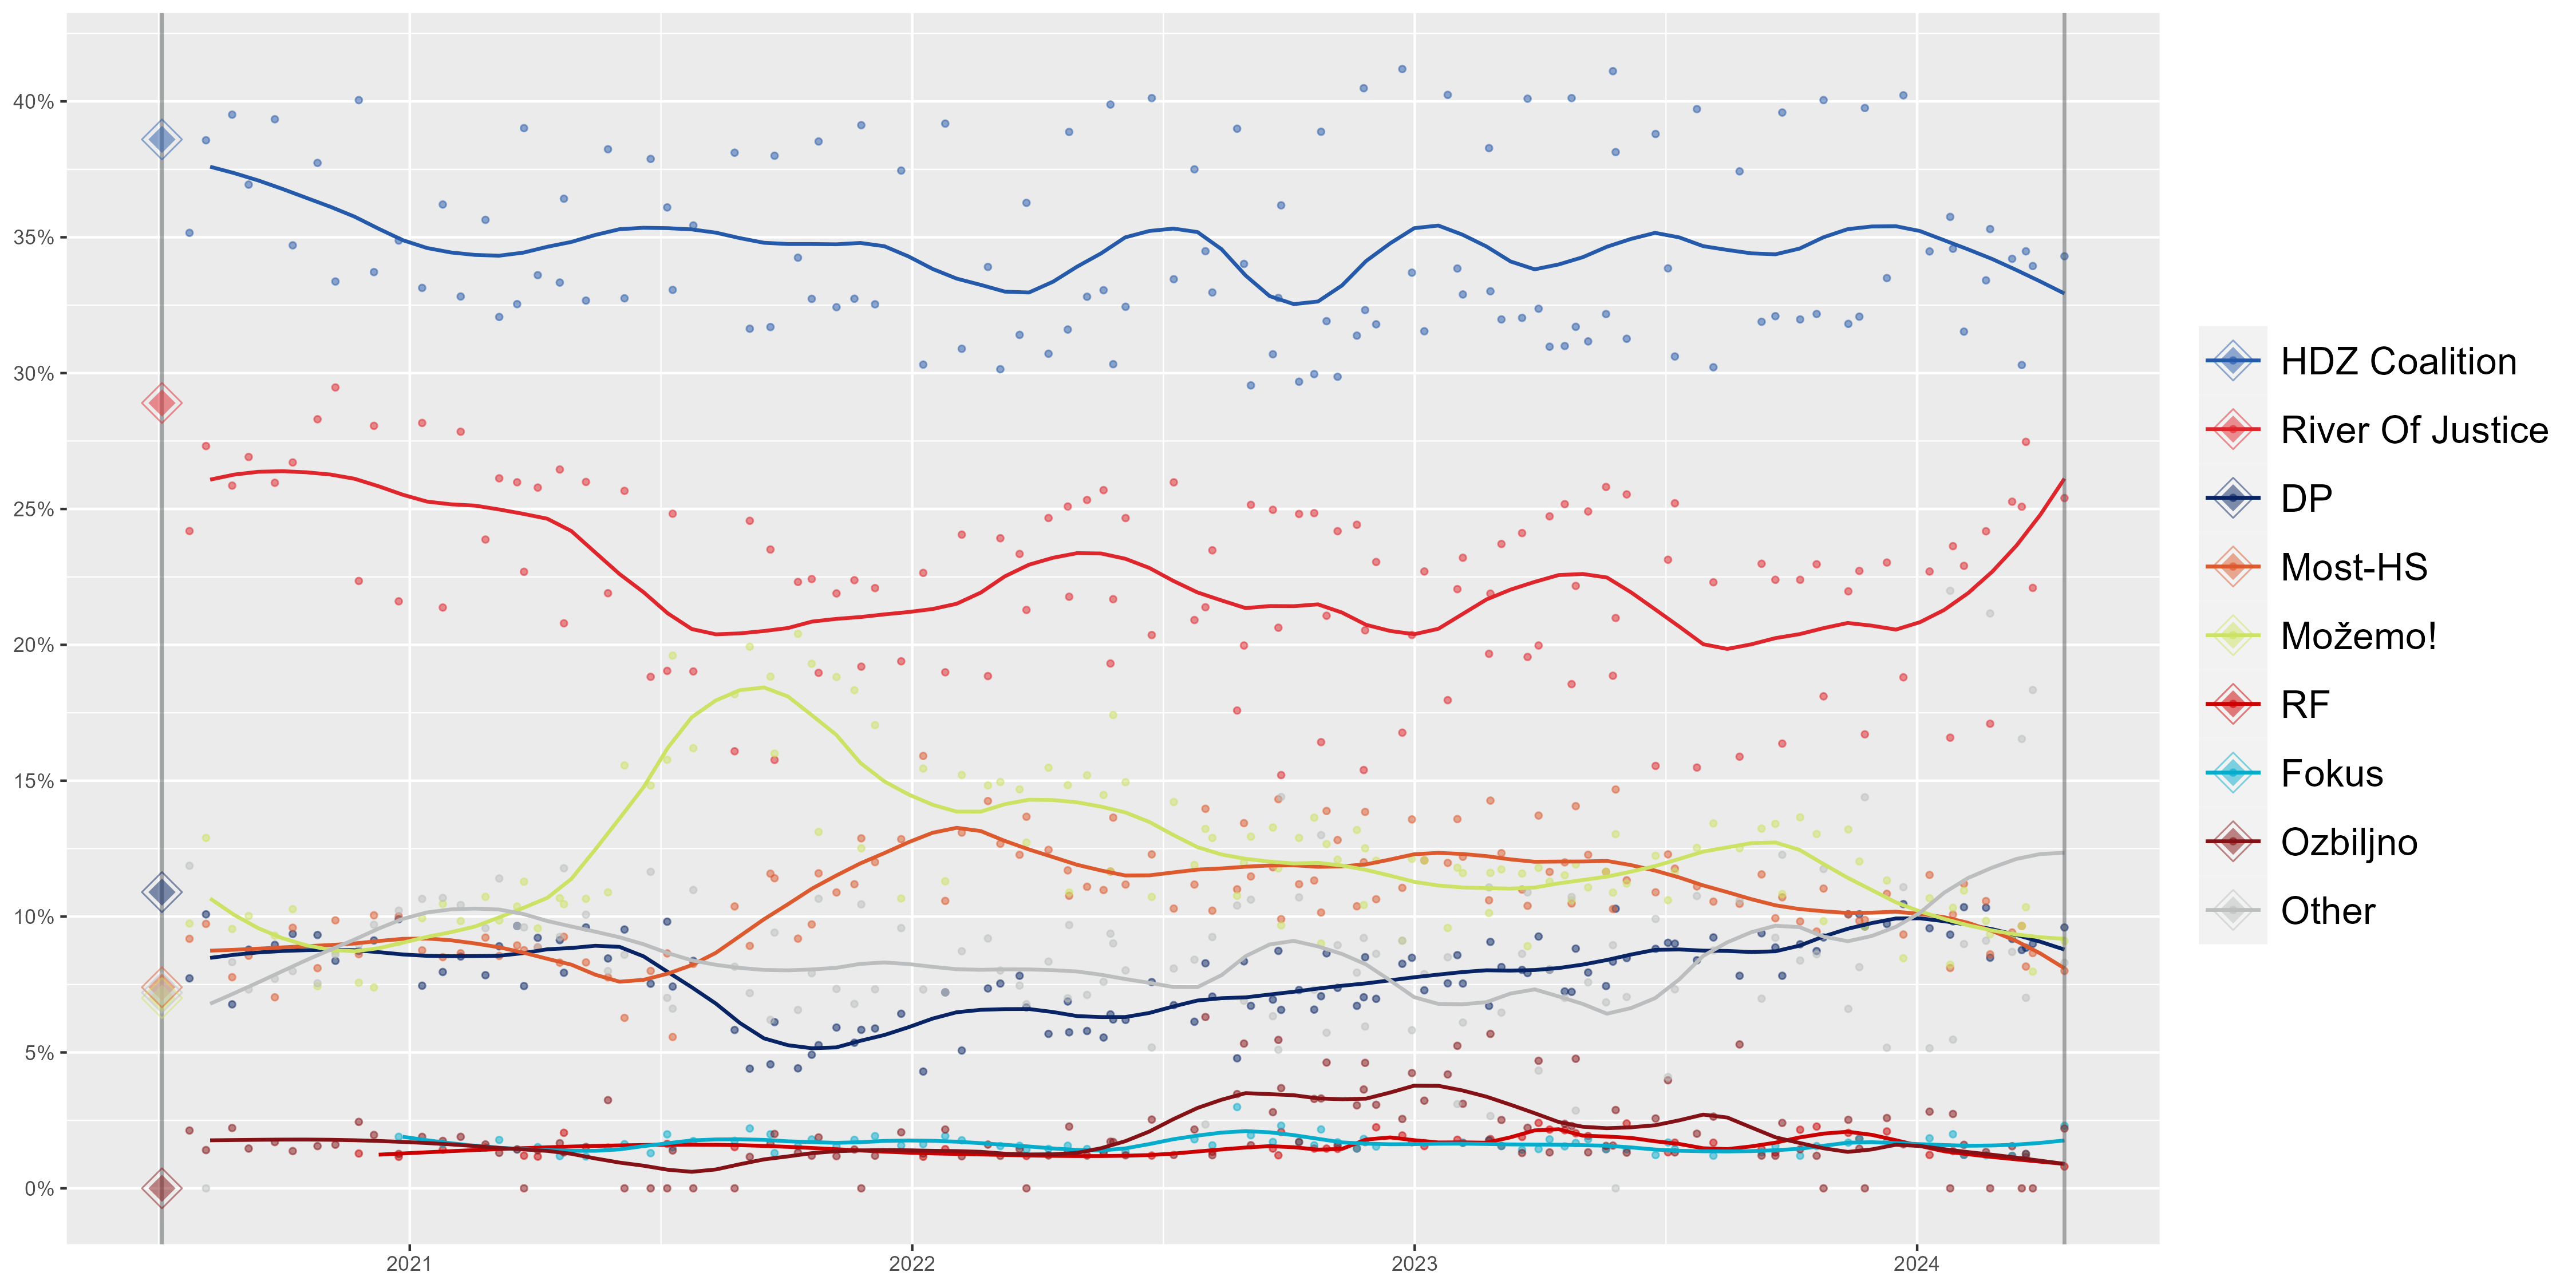 40%
35%
30%
25%
20%
15%
10%
5%
0%
2021
2022
2023
2024
HDZ Coalition
River Of Justice
DP
Most-HS
Možemo!
RF
Fokus
Ozbiljno
Other